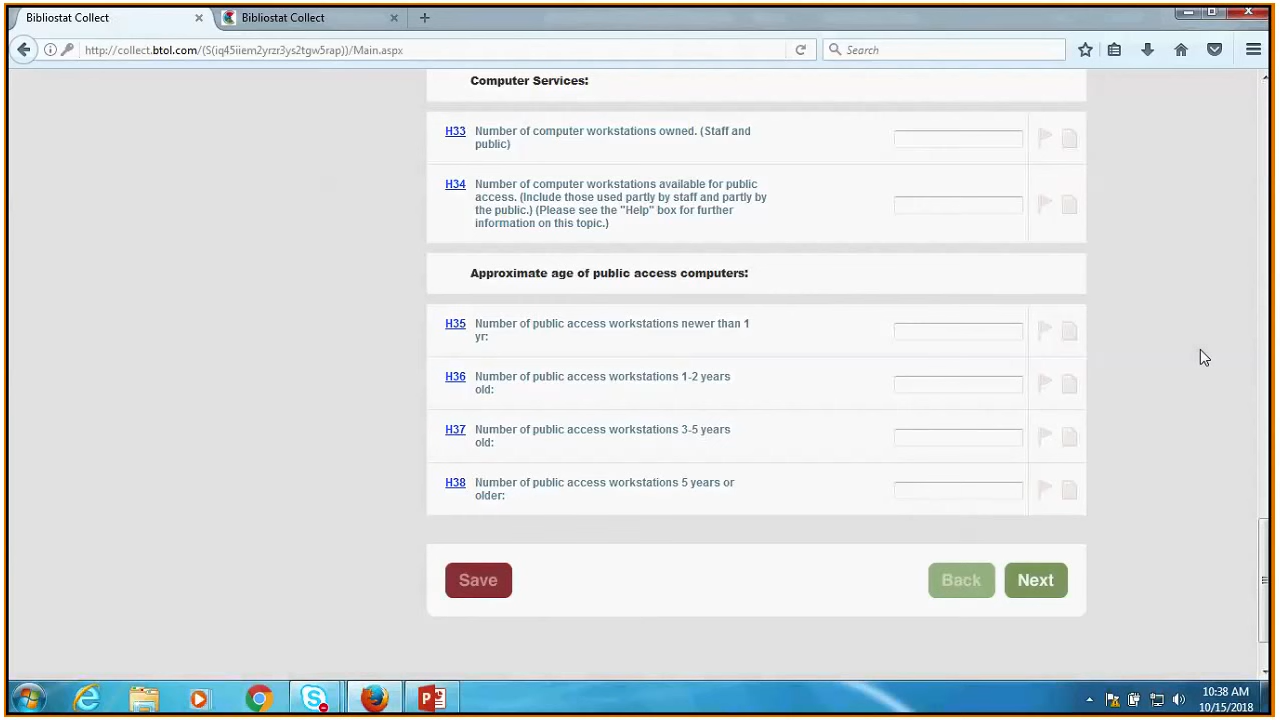 Bibliostat Collect
Bibliostat Collect
http://collect.btol.com/(S(iq45iiem2yrzr3ys2tgw5rap))/Main.aspx
Search
Computer Services:
H33 Number of computer workstations owned. (Staff and
public)
H34 Number of computer workstations available for public
access. (Include those used partly by staff and partly by
the public.) (Please see the "Help" box for further
information on this topic.)
Approximate age of public access computers:
H35 Number of public access workstations newer than 1
yr:
H36 Number of public access workstations 1-2 years
old:
H37 Number of public access workstations 3-5 years
old:
H38 Number of public access workstations 5 years or
older:
Save
Back
Next
10:38 AM
10/15/2018